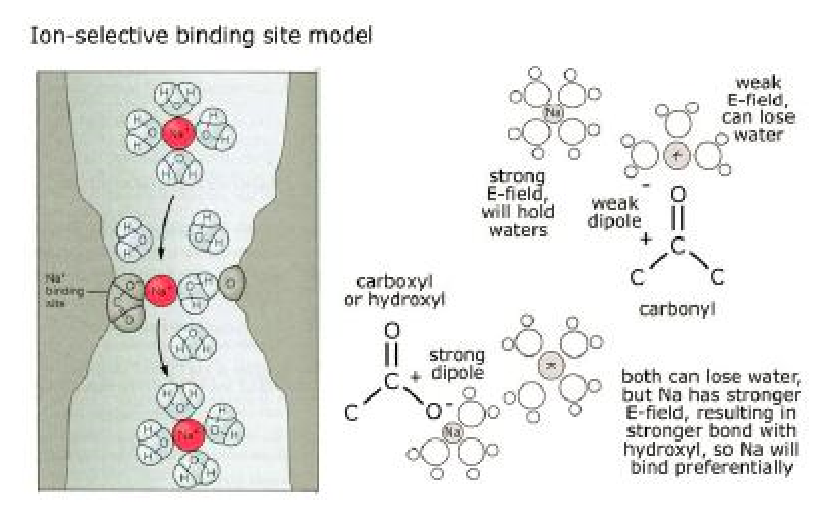 Ion-selective binding site model
H H
O
H
O
H
Na⁺
H
O
H
O
H H
H
O
H
H
O
H
Na⁺
binding
site
O⁻
C
O
Na⁺
O
H
H
O
H
O
H
H H
O
H
O
H
Na⁺
H
O
H
O
H H
Na
strong
E-field,
will hold
waters
weak
E-field,
can lose
water
K
weak
dipole
-
+
O
C
C
C
carbonyl
carboxyl
or hydroxyl
O
C
C
+
strong
dipole
O-
Na
K
both can lose water,
but Na has stronger
E-field, resulting in
stronger bond with
hydroxyl, so Na will
bind preferentially